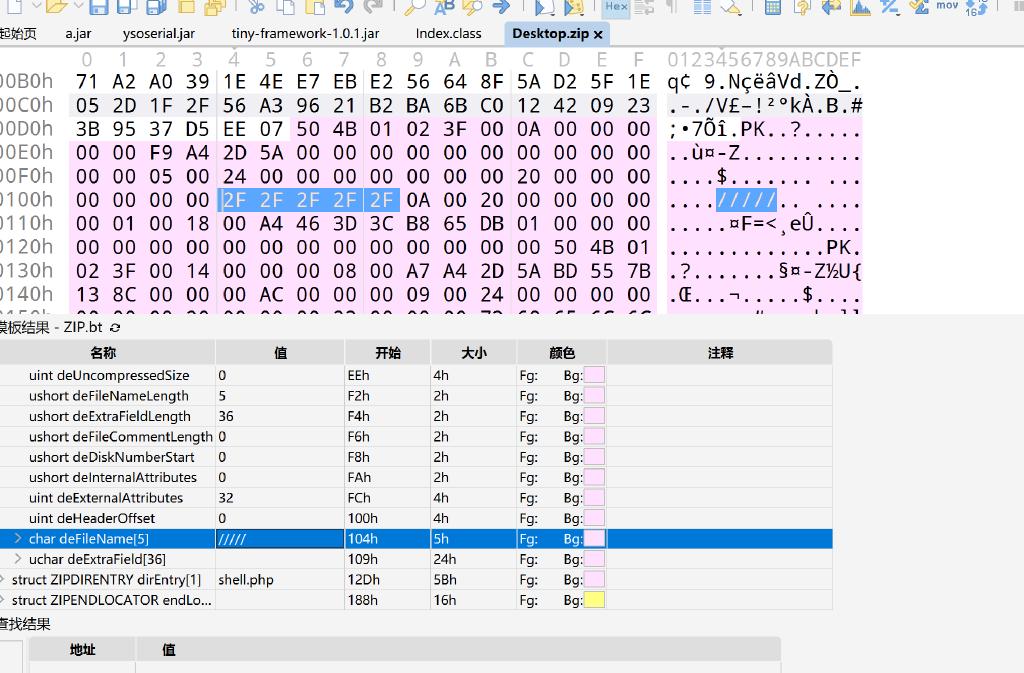 Hex
mov
16
起始页 a.jar ysoserial.jar tiny-framework-1.0.1.jar Index.class Desktop.zip ×
0 1 2 3 4 5 6 7 8 9 A B C D E F 0123456789ABCDEF
00B0h 71 A2 A0 39 1E 4E E7 EB E2 56 64 8F 5A D2 5F 1E q¢ 9.NçëâVd.ZÒ_.
00C0h 05 2D 1F 2F 56 A3 96 21 B2 BA 6B C0 12 42 09 23 .-./V£–!²ºkÀ.B.#
00D0h 3B 95 37 D5 EE 07 50 4B 01 02 3F 00 0A 00 00 00 ;•7Õî.PK..?.....
00E0h 00 00 F9 A4 2D 5A 00 00 00 00 00 00 00 00 00 00 ..ù¤-Z..........
00F0h 00 00 05 00 24 00 00 00 00 00 00 00 20 00 00 00 ....$....... ...
0100h 00 00 00 00 2F 2F 2F 2F 2F 0A 00 20 00 00 00 00 ....///// .. ....
0110h 00 01 00 18 00 A4 46 3D 3C B8 65 DB 01 00 00 00 .....¤F=<¸eÛ....
0120h 00 00 00 00 00 00 00 00 00 00 00 00 00 50 4B 01 .............PK.
0130h 02 3F 00 14 00 00 00 08 00 A7 A4 2D 5A BD 55 7B .?.......§¤-Z½U{
0140h 13 8C 00 00 00 AC 00 00 00 09 00 24 00 00 00 00 .Œ...¬.....$....
模板结果 - ZIP.bt
名称 值 开始 大小 颜色 注释
uint deUncompressedSize 0 EEh 4h Fg: Bg:
ushort deFileNameLength 5 F2h 2h Fg: Bg:
ushort deExtraFieldLength 36 F4h 2h Fg: Bg:
ushort deFileCommentLength 0 F6h 2h Fg: Bg:
ushort deDiskNumberStart 0 F8h 2h Fg: Bg:
ushort deInternalAttributes 0 FAh 2h Fg: Bg:
uint deExternalAttributes 32 FCh 4h Fg: Bg:
uint deHeaderOffset 0 100h 4h Fg: Bg:
char deFileName[5] ///// 104h 5h Fg: Bg:
uchar deExtraField[36] 109h 24h Fg: Bg:
struct ZIPDIRENTRY dirEntry[1] shell.php 12Dh 5Bh Fg: Bg:
struct ZIPENDLOCATOR endLo... 188h 16h Fg: Bg:
查找结果
地址 值